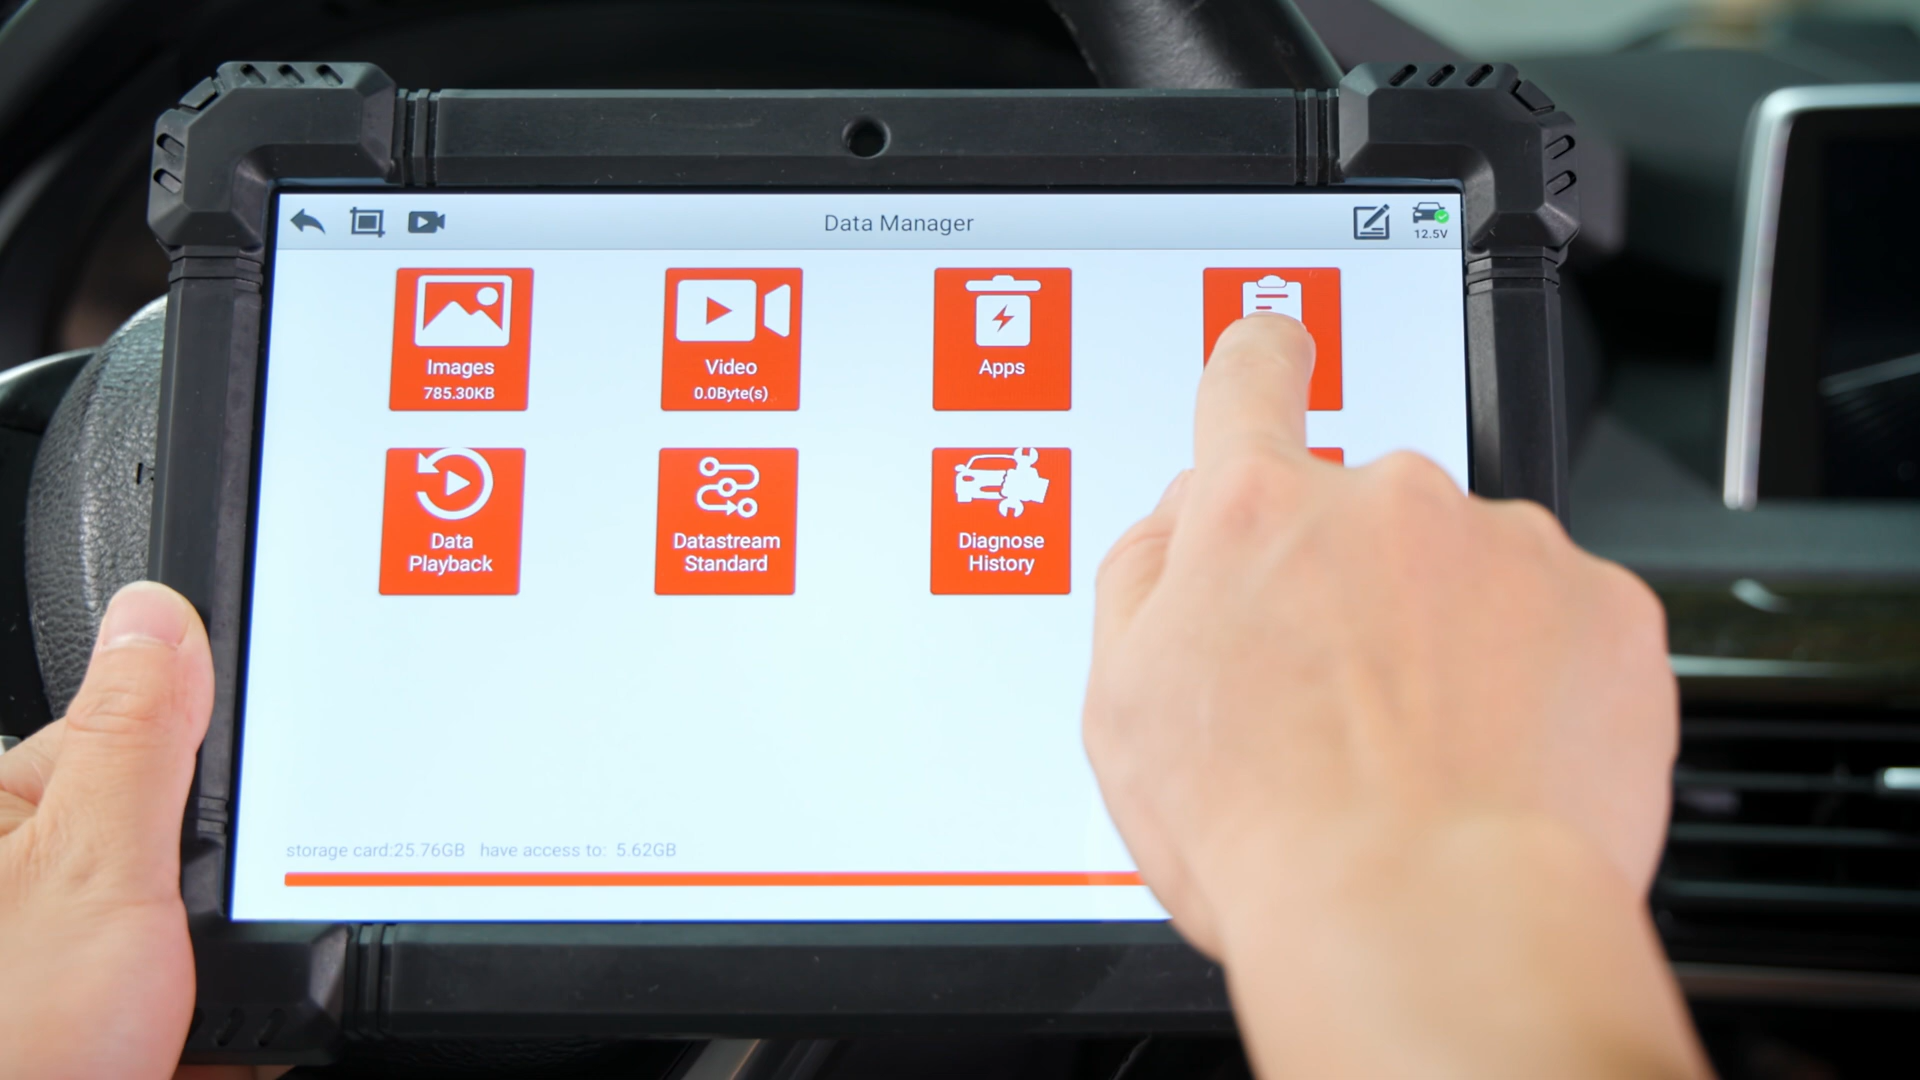 Data Manager
12.5V
Images
785.30KB
Video
0.0Byte(s)
Apps
Data
Playback
Datastream
Standard
Diagnose
History
storage card:25.76GB have access to: 5.62GB